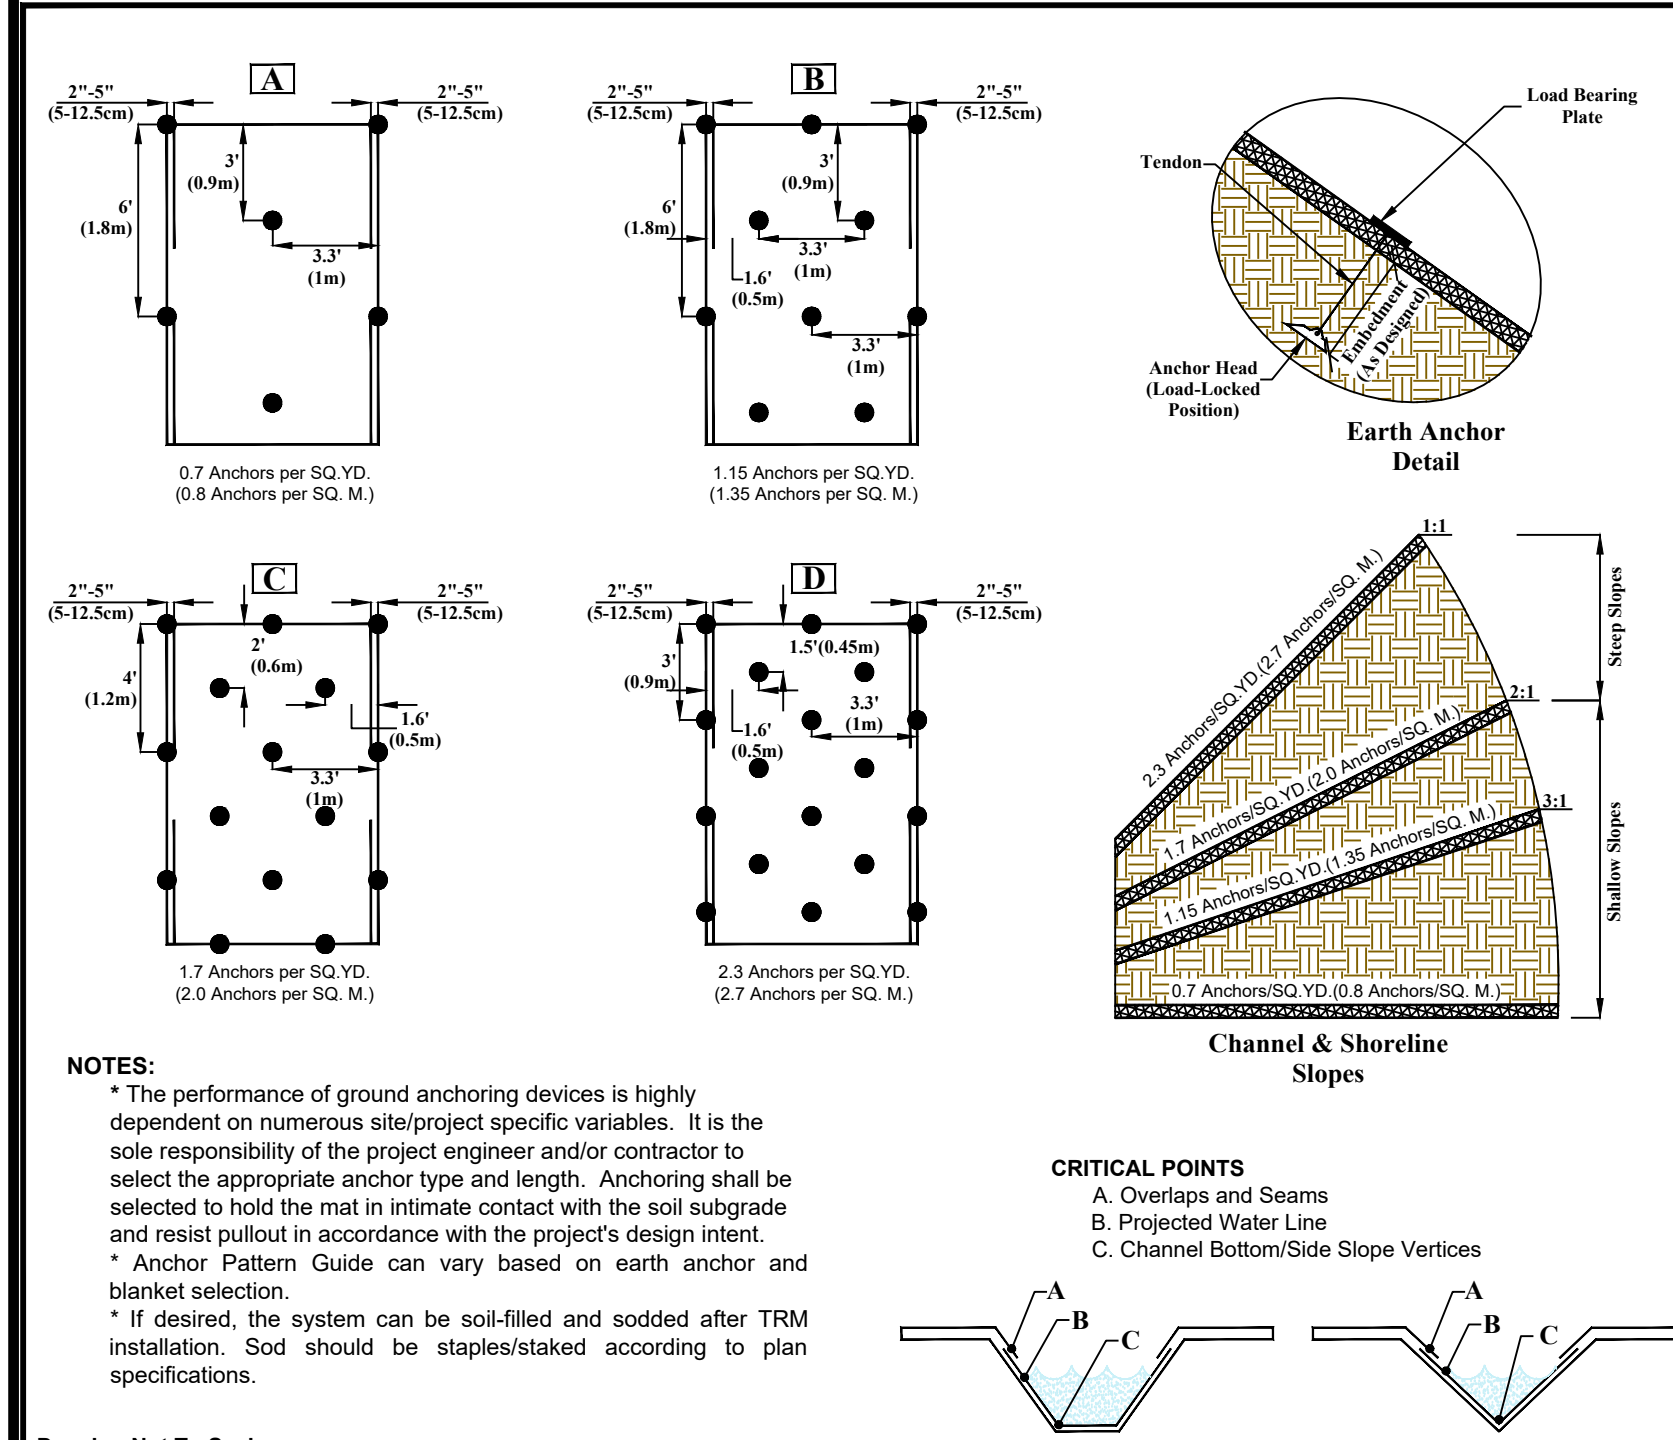 A
2"-5"
(5-12.5cm)
2"-5"
(5-12.5cm)
3'
(0.9m)
6'
(1.8m)
3.3'
(1m)
0.7 Anchors per SQ.YD.
(0.8 Anchors per SQ. M.)
B
2"-5"
(5-12.5cm)
2"-5"
(5-12.5cm)
3'
(0.9m)
6'
(1.8m)
3.3'
(1m)
1.6'
(0.5m)
3.3'
(1m)
1.15 Anchors per SQ.YD.
(1.35 Anchors per SQ. M.)
Load Bearing
Plate
Tendon
Embedment
(As Designed)
Anchor Head
(Load-Locked
Position)
Earth Anchor
Detail
C
2"-5"
(5-12.5cm)
2"-5"
(5-12.5cm)
2'
(0.6m)
4'
(1.2m)
1.6'
(0.5m)
3.3'
(1m)
1.7 Anchors per SQ.YD.
(2.0 Anchors per SQ. M.)
D
2"-5"
(5-12.5cm)
2"-5"
(5-12.5cm)
1.5'(0.45m)
3'
(0.9m)
3.3'
(1m)
1.6'
(0.5m)
2.3 Anchors per SQ.YD.
(2.7 Anchors per SQ. M.)
1:1
2.3 Anchors/SQ.YD.(2.7 Anchors/SQ. M.)
Steep Slopes
2:1
1.7 Anchors/SQ.YD.(2.0 Anchors/SQ. M.)
3:1
1.15 Anchors/SQ.YD.(1.35 Anchors/SQ. M.)
Shallow Slopes
0.7 Anchors/SQ.YD.(0.8 Anchors/SQ. M.)
Channel & Shoreline
Slopes
NOTES:
* The performance of ground anchoring devices is highly
dependent on numerous site/project specific variables. It is the
sole responsibility of the project engineer and/or contractor to
select the appropriate anchor type and length. Anchoring shall be
selected to hold the mat in intimate contact with the soil subgrade
and resist pullout in accordance with the project's design intent.
* Anchor Pattern Guide can vary based on earth anchor and
blanket selection.
* If desired, the system can be soil-filled and sodded after TRM
installation. Sod should be staples/staked according to plan
specifications.
CRITICAL POINTS
A. Overlaps and Seams
B. Projected Water Line
C. Channel Bottom/Side Slope Vertices
A
B
C
A
B
C